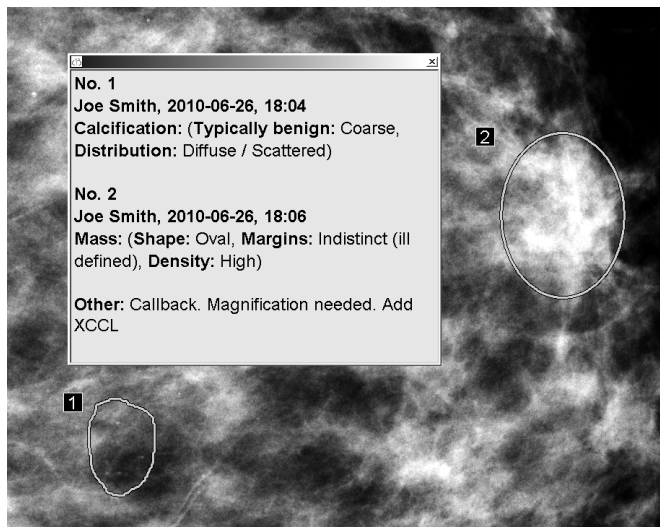 No. 1
Joe Smith, 2010-06-26, 18:04
Calcification: (Typically benign: Coarse,
Distribution: Diffuse / Scattered)
No. 2
Joe Smith, 2010-06-26, 18:06
Mass: (Shape: Oval, Margins: Indistinct (ill
defined), Density: High)
Other: Callback. Magnification needed. Add
XCCL
2
1